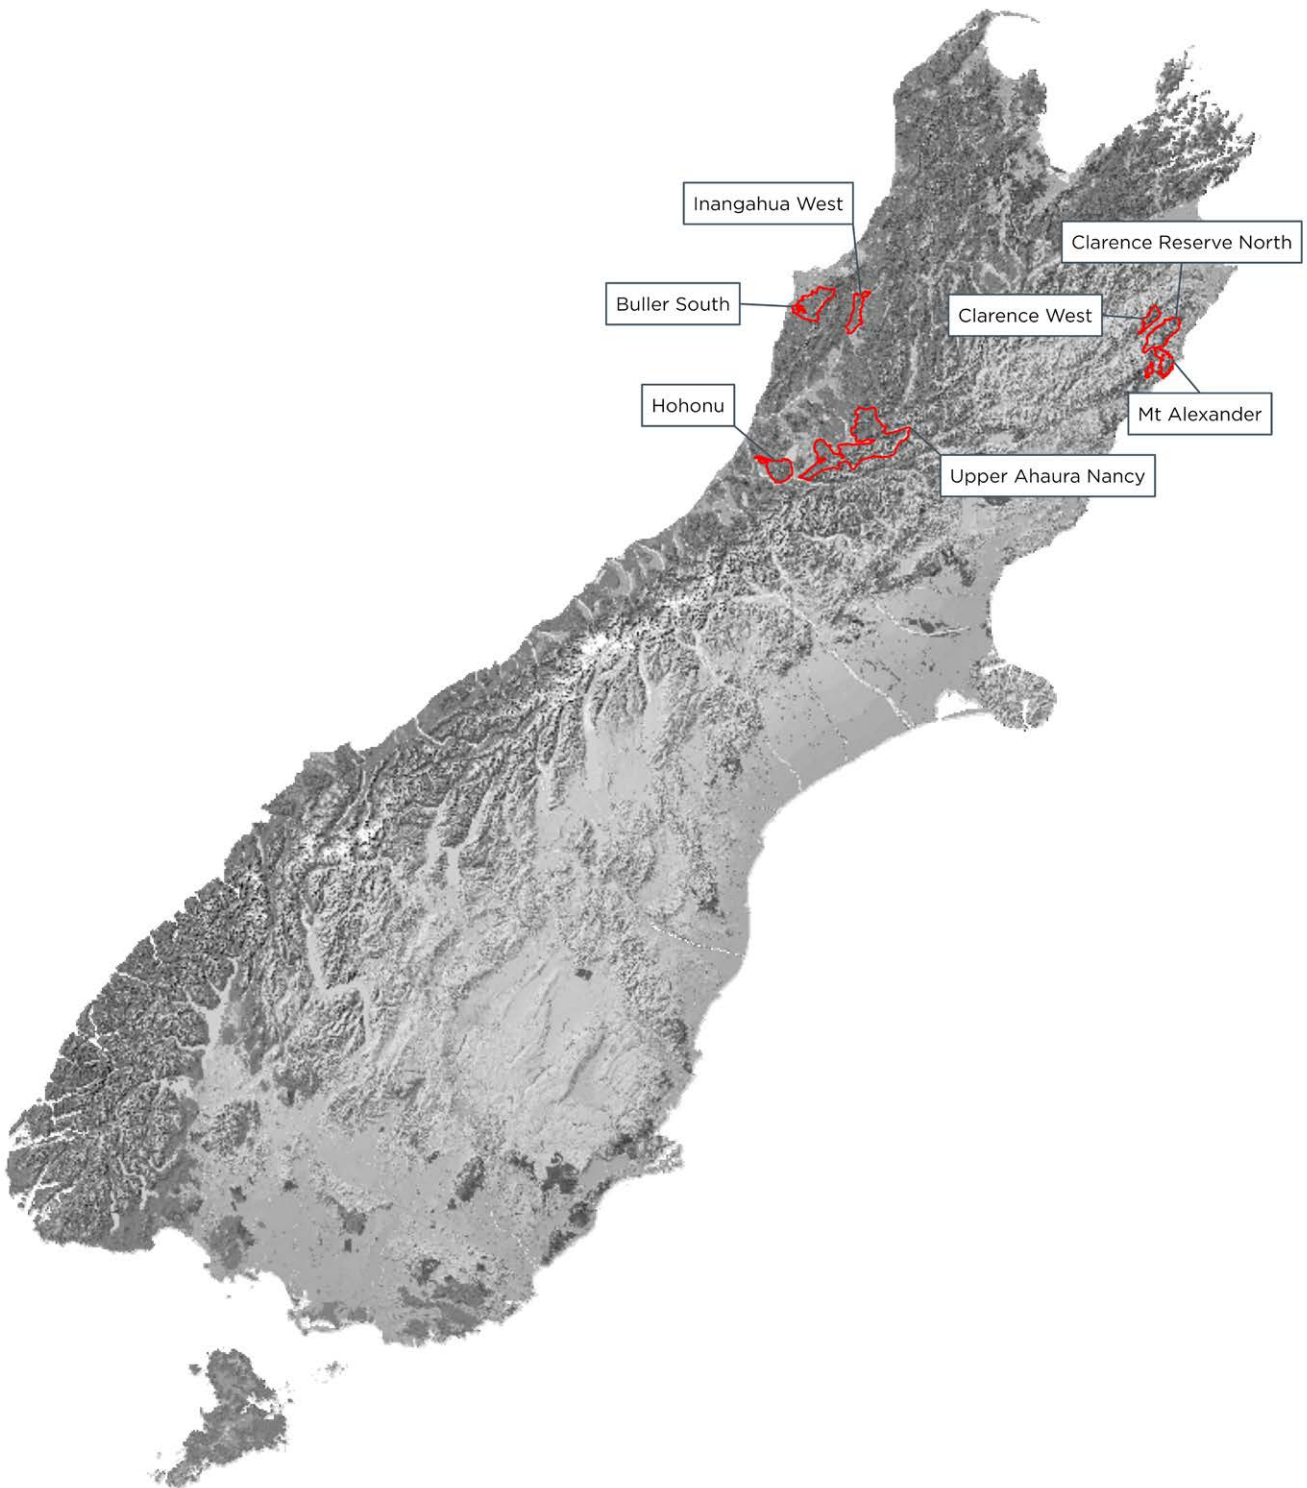 Inangahua West
Clarence Reserve North
Buller South
Clarence West
Hohonu
Mt Alexander
Upper Ahaura Nancy